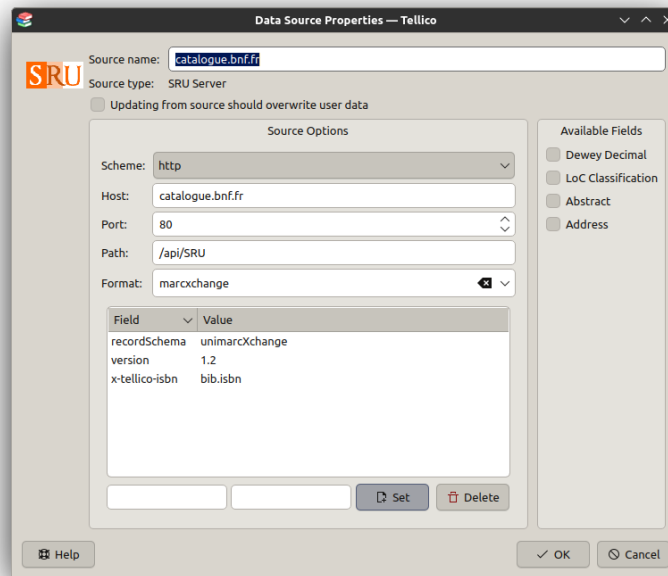 Data Source Properties — Tellico
SRU
Source name: catalogue.bnf.fr
Source type: SRU Server
Updating from source should overwrite user data
Source Options
Scheme: http
Host: catalogue.bnf.fr
Port: 80
Path: /api/SRU
Format: marcxchange
Field Value
recordSchema unimarcXchange
version 1.2
x-tellico-isbn bib.isbn
Set Delete
Available Fields
Dewey Decimal
LoC Classification
Abstract
Address
Help OK Cancel